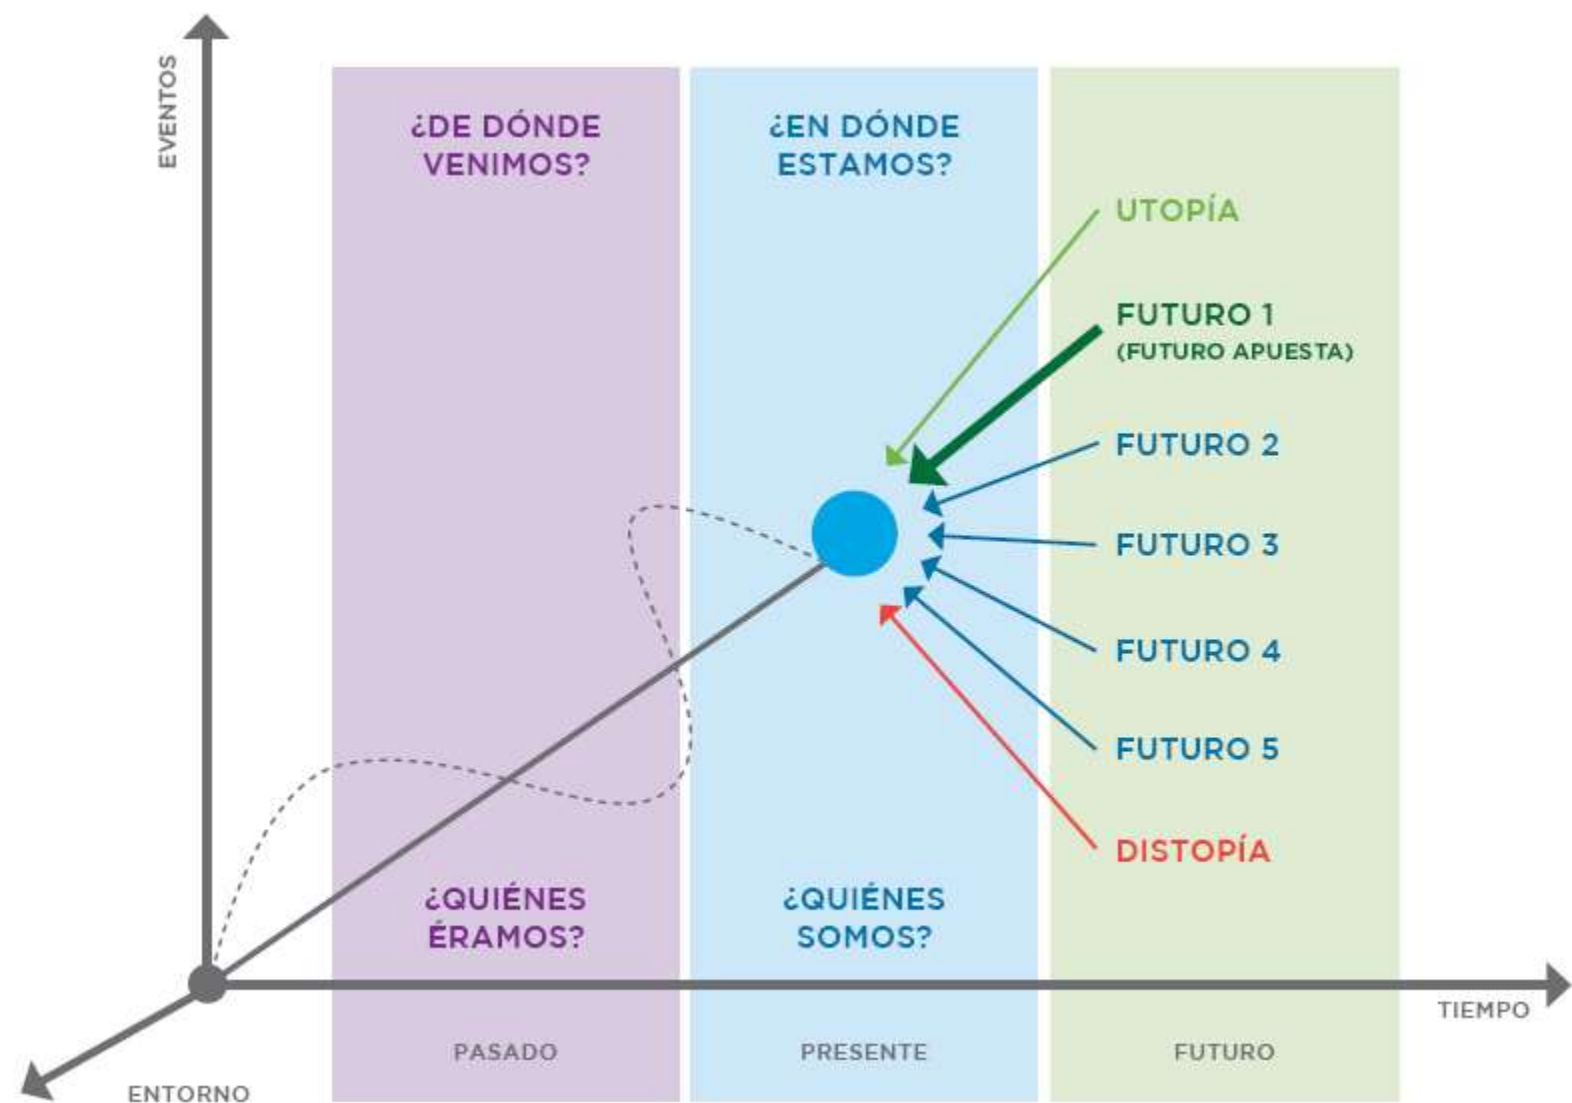 EVENTOS
¿DE DÓNDE
VENIMOS?
¿EN DÓNDE
ESTAMOS?
UTOPÍA
FUTURO 1
(FUTURO APUESTA)
FUTURO 2
FUTURO 3
FUTURO 4
FUTURO 5
DISTOPÍA
¿QUIÉNES
ÉRAMOS?
¿QUIÉNES
SOMOS?
TIEMPO
PASADO
PRESENTE
FUTURO
ENTORNO